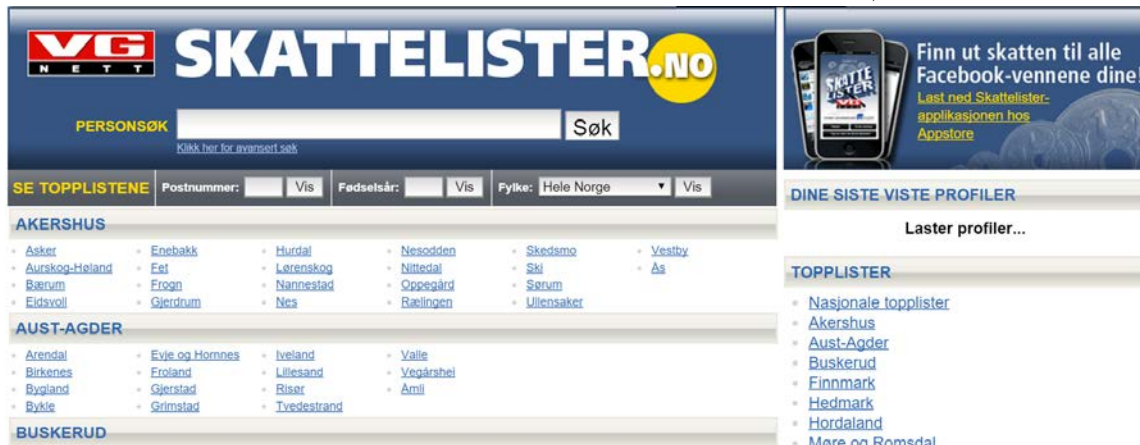 VG
NETT
SKATTELISTER.NO
PERSONSØK
Søk
Klikk her for avansert søk
SE TOPPLISTENE Postnummer: Vis Fødselsår: Vis Fylke: Hele Norge Vis
AKERSHUS
Asker Enebakk Hurdal Nesodden Skedsmo Vestby
Aurskog-Høland Fet Lørenskog Nittedal Ski Ås
Bærum Frogn Nannestad Oppegård Sørum
Eidsvoll Gjerdrum Nes Rælingen Ullensaker
AUST-AGDER
Arendal Evje og Hornnes Iveland Valle
Birkenes Froland Lillesand Vegårshei
Bygland Gjerstad Risør Åmli
Bykle Grimstad Tvedestrand
BUSKERUD
SKATTE
LISTER
VG
Finn ut skatten til alle
Facebook-vennene dine!
Last ned Skattelister-
applikasjonen hos
Appstore
DINE SISTE VISTE PROFILER
Laster profiler...
TOPPLISTER
Nasjonale topplister
Akershus
Aust-Agder
Buskerud
Finnmark
Hedmark
Hordaland
Møre og Romsdal